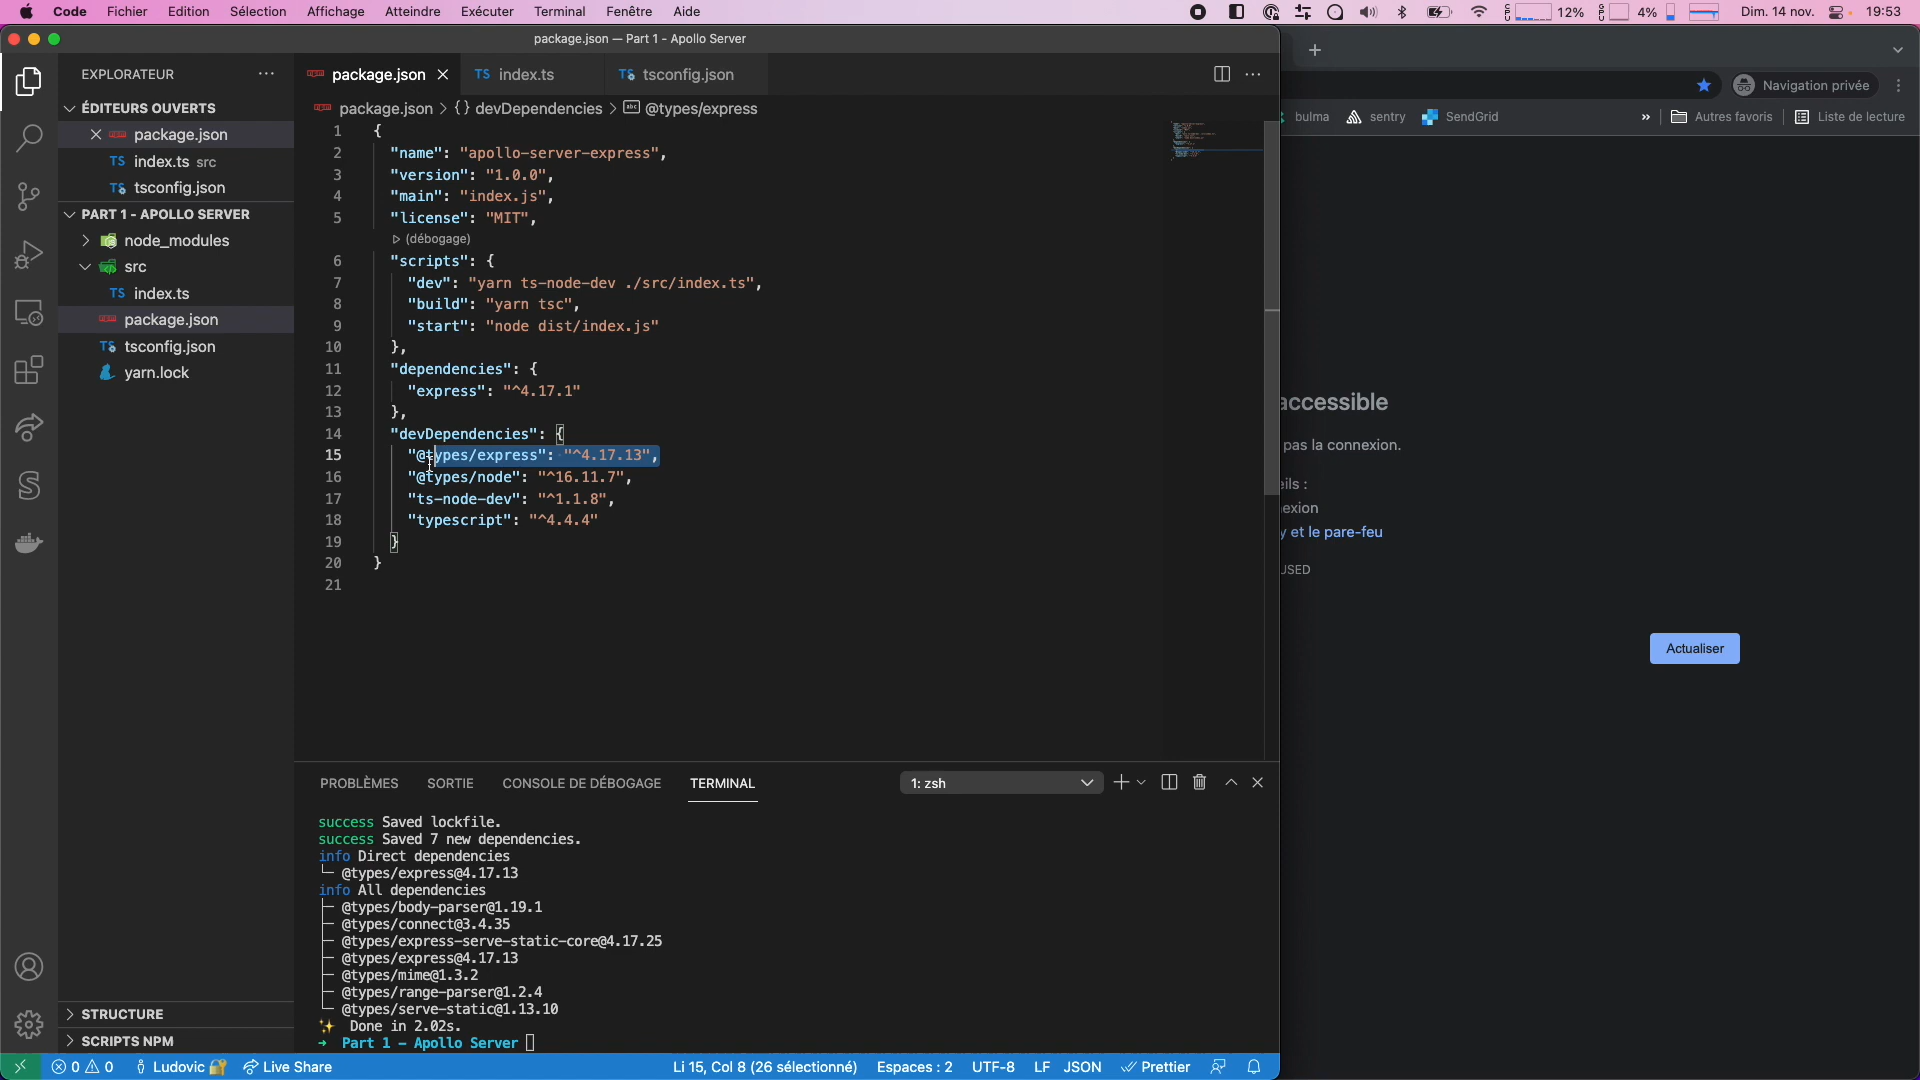 Code Fichier Edition Sélection Affichage Atteindre Exécuter Terminal Fenêtre Aide 12% 4% Dim. 14 nov. 19:53
package.json — Part 1 - Apollo Server
EXPLORATEUR
package.json
TS index.ts
TS tsconfig.json
Navigation privée
package.json > {} devDependencies > abc @types/express
bulma sentry SendGrid » Autres favoris Liste de lecture
ÉDITEURS OUVERTS
package.json
TS index.ts src
TS tsconfig.json
PART 1 - APOLLO SERVER
node_modules
src
TS index.ts
package.json
TS tsconfig.json
yarn.lock
STRUCTURE
SCRIPTS NPM
1 {
2 "name": "apollo-server-express",
3 "version": "1.0.0",
4 "main": "index.js",
5 "license": "MIT",
(débogage)
6 "scripts": {
7 "dev": "yarn ts-node-dev ./src/index.ts",
8 "build": "yarn tsc",
9 "start": "node dist/index.js"
10 },
11 "dependencies": {
12 "express": "^4.17.1"
13 },
14 "devDependencies": {
15 "@types/express": "^4.17.13",
16 "@types/node": "^16.11.7",
17 "ts-node-dev": "^1.1.8",
18 "typescript": "^4.4.4"
19 }
20 }
21
accessible
pas la connexion.
eils :
exion
y et le pare-feu
USED
Actualiser
PROBLÈMES SORTIE CONSOLE DE DÉBOGAGE TERMINAL 1: zsh
success Saved lockfile.
success Saved 7 new dependencies.
info Direct dependencies
└─ @types/express@4.17.13
info All dependencies
├─ @types/body-parser@1.19.1
├─ @types/connect@3.4.35
├─ @types/express-serve-static-core@4.17.25
├─ @types/express@4.17.13
├─ @types/mime@1.3.2
├─ @types/range-parser@1.2.4
└─ @types/serve-static@1.13.10
✨ Done in 2.02s.
→ Part 1 - Apollo Server
0 0 Ludovic Live Share Li 15, Col 8 (26 sélectionné) Espaces : 2 UTF-8 LF JSON Prettier